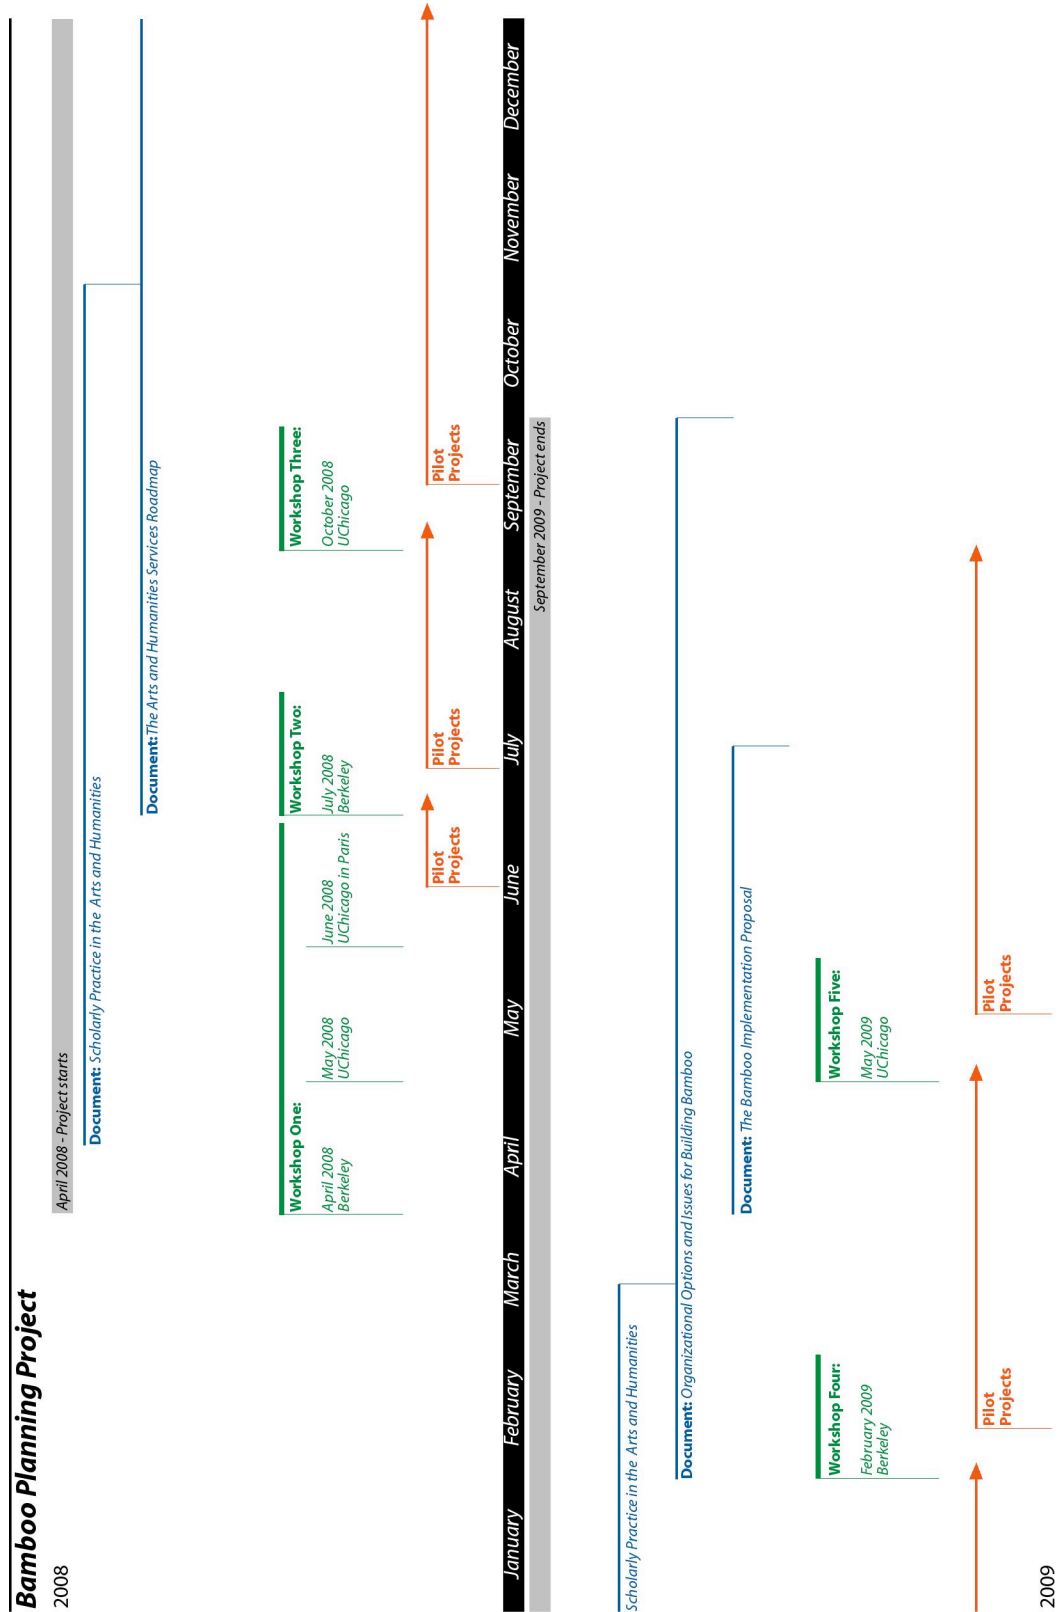 Bamboo Planning Project
2008
April 2008 - Project starts
Document: Scholarly Practice in the Arts and Humanities
Document:The Arts and Humanities Services Roadmap
Workshop One:
April 2008
Berkeley
May 2008
UChicago
June 2008
UChicago in Paris
Workshop Two:
July 2008
Berkeley
Workshop Three:
October 2008
UChicago
Pilot
Projects
Pilot
Projects
Pilot
Projects
January February March April May June July August September October November December
September 2009 - Project ends
Scholarly Practice in the Arts and Humanities
Document: Organizational Options and Issues for Building Bamboo
Document: The Bamboo Implementation Proposal
Workshop Four:
February 2009
Berkeley
Workshop Five:
May 2009
UChicago
Pilot
Projects
Pilot
Projects
2009